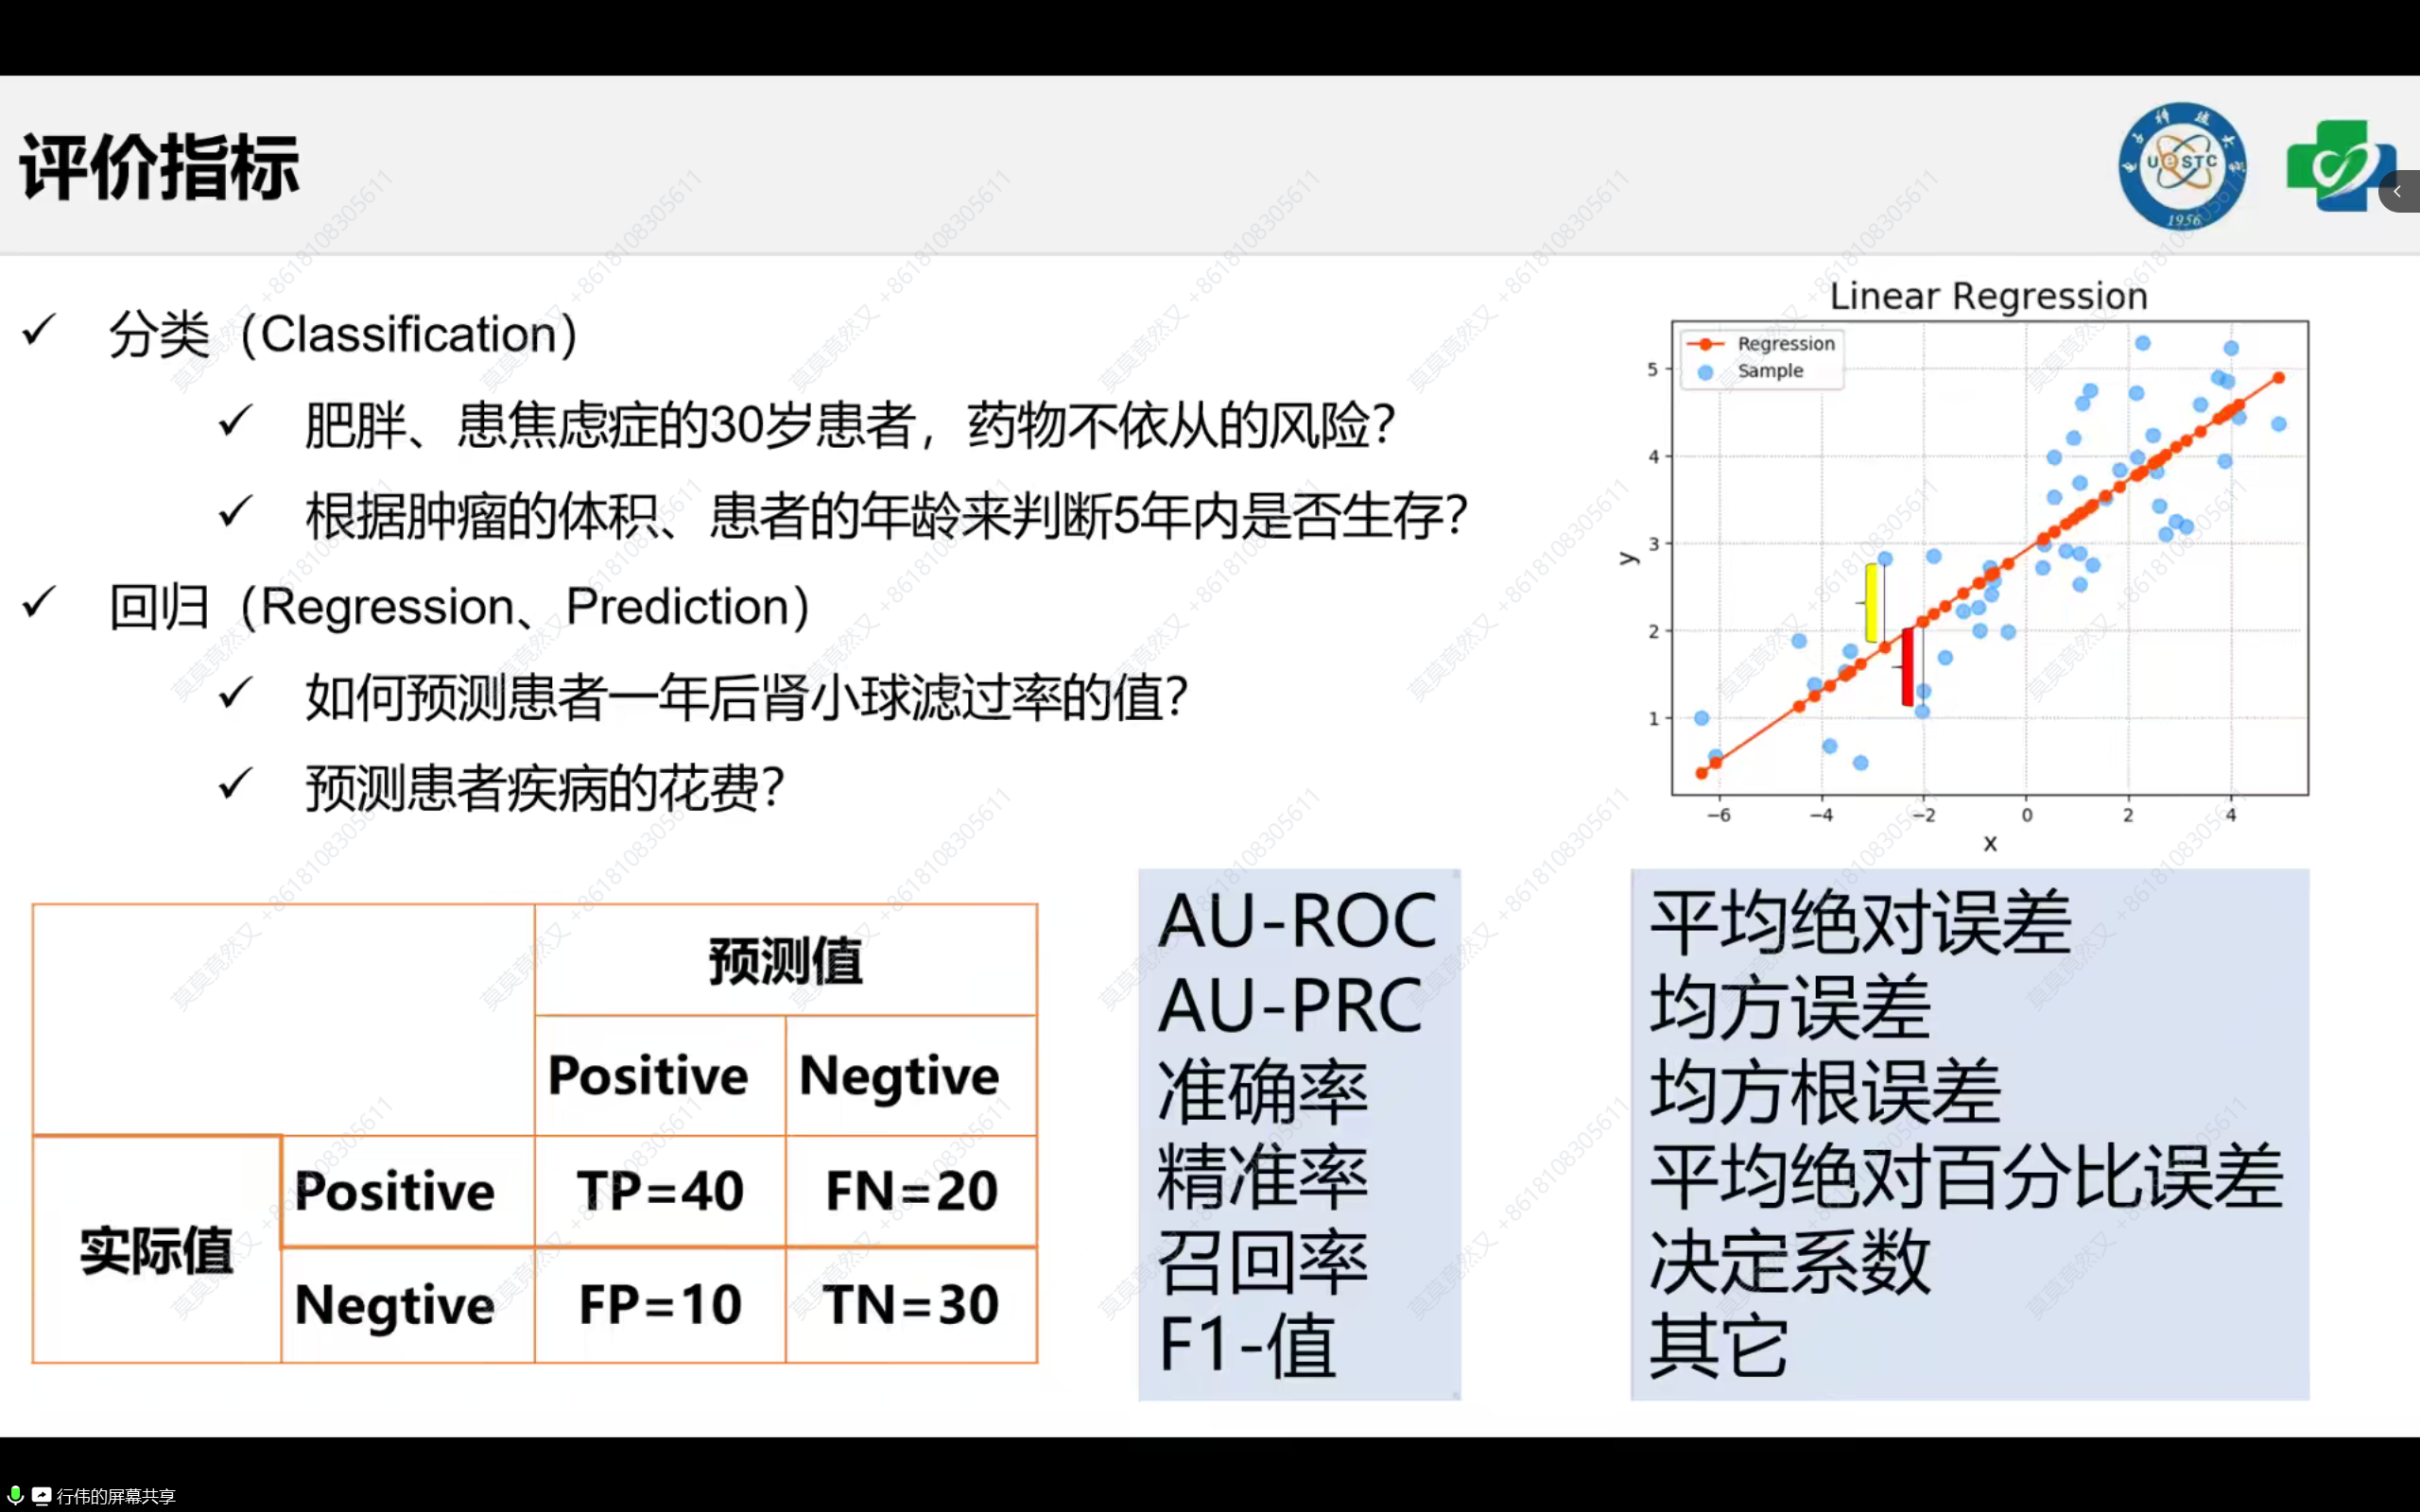 评价指标
电子科技大学
UESTC
1956
✓ 分类（Classification）
✓ 肥胖、患焦虑症的30岁患者，药物不依从的风险？
✓ 根据肿瘤的体积、患者的年龄来判断5年内是否生存？
✓ 回归（Regression、Prediction）
✓ 如何预测患者一年后肾小球滤过率的值？
✓ 预测患者疾病的花费？
Linear Regression
Regression
Sample
y
5
4
3
2
1
−6 −4 −2 0 2 4
x
预测值
Positive Negtive
实际值
Positive TP=40 FN=20
Negtive FP=10 TN=30
AU-ROC
AU-PRC
准确率
精准率
召回率
F1-值
平均绝对误差
均方误差
均方根误差
平均绝对百分比误差
决定系数
其它
行伟的屏幕共享